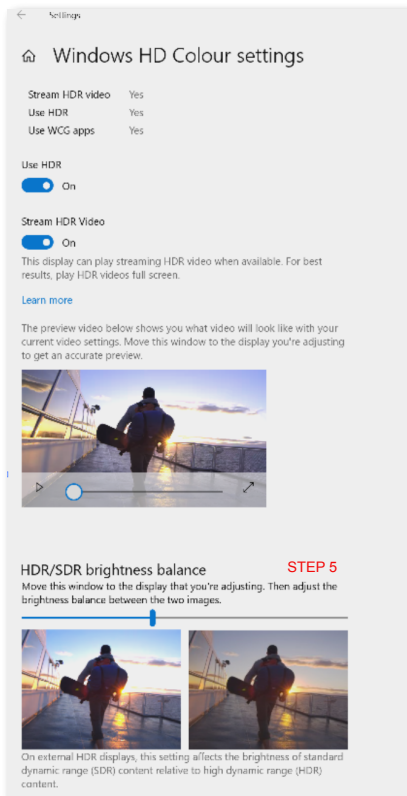 Settings
Windows HD Colour settings
Stream HDR video Yes
Use HDR Yes
Use WCG apps Yes
Use HDR
On
Stream HDR Video
On
This display can play streaming HDR video when available. For best
results, play HDR videos full screen.
Learn more
The preview video below shows you what video will look like with your
current video settings. Move this window to the display you're adjusting
to get an accurate preview.
HDR/SDR brightness balance STEP 5
Move this window to the display that you're adjusting. Then adjust the
brightness balance between the two images.
On external HDR displays, this setting affects the brightness of standard
dynamic range (SDR) content relative to high dynamic range (HDR)
content.